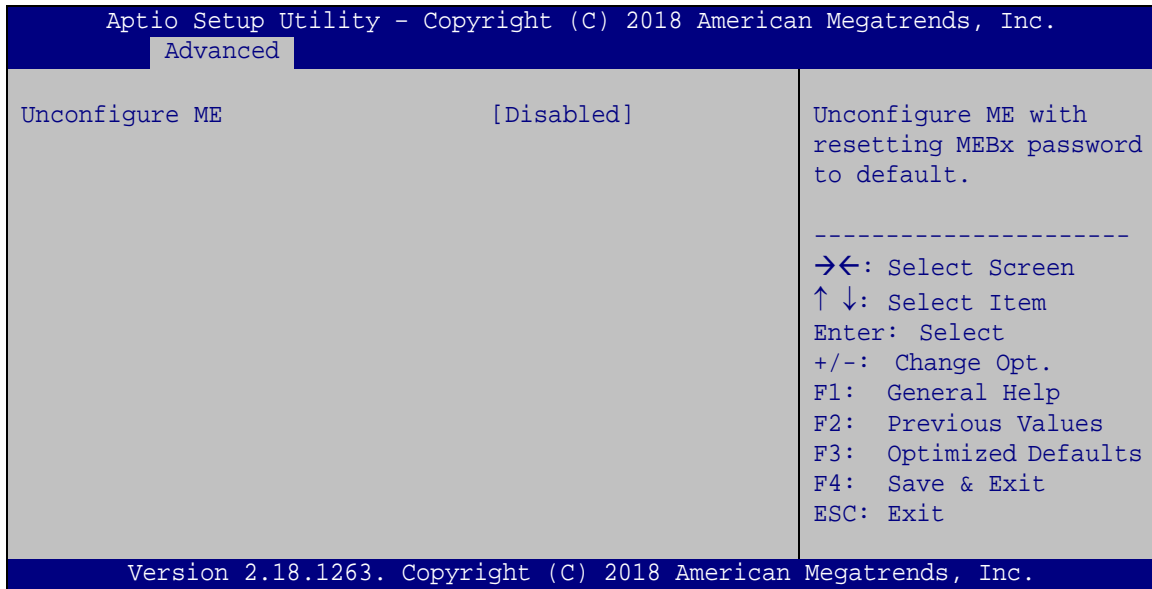 Aptio Setup Utility – Copyright (C) 2018 American Megatrends, Inc.
Advanced
Unconfigure ME [Disabled]
Unconfigure ME with
resetting MEBx password
to default.
----------------------
→←: Select Screen
↑ ↓: Select Item
Enter: Select
+/-: Change Opt.
F1: General Help
F2: Previous Values
F3: Optimized Defaults
F4: Save & Exit
ESC: Exit
Version 2.18.1263. Copyright (C) 2018 American Megatrends, Inc.